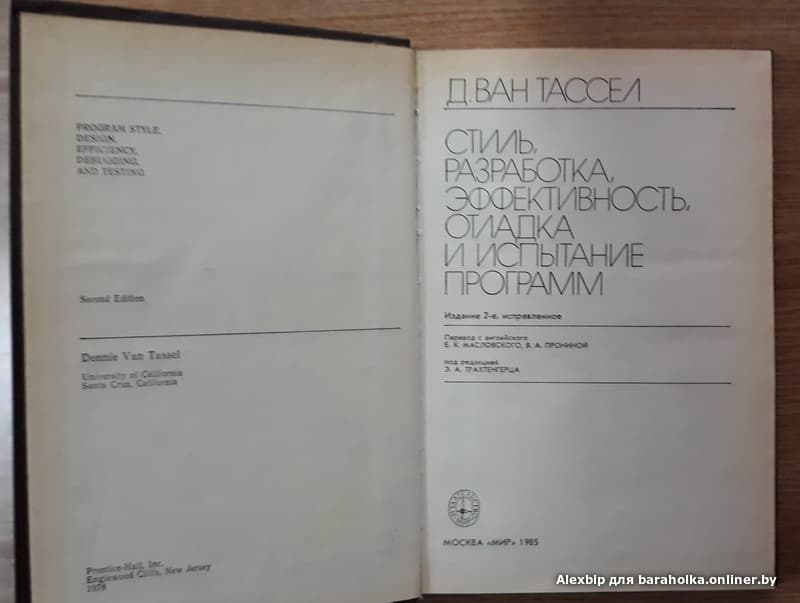 PROGRAM STYLE,
DESIGN,
EFFICIENCY,
DEBUGGING,
AND TESTING
Second Edition
Dennie Van Tassel
University of California
Santa Cruz, California
Prentice-Hall, Inc.
Englewood Cliffs, New Jersey
1978
Д. ВАН ТАССЕЛ
СТИЛЬ,
РАЗРАБОТКА,
ЭФФЕКТИВНОСТЬ,
ОТЛАДКА
И ИСПЫТАНИЕ
ПРОГРАММ
Издание 2-е, исправленное
Перевод с английского
Е. К. МАСЛОВСКОГО, В. А. ПРОНИНОЙ
под редакцией
Э. А. ТРАХТЕНГЕРЦА
ИЗДАТЕЛЬСТВО МИР
МОСКВА «МИР» 1985
Alexbip для baraholka.onliner.by